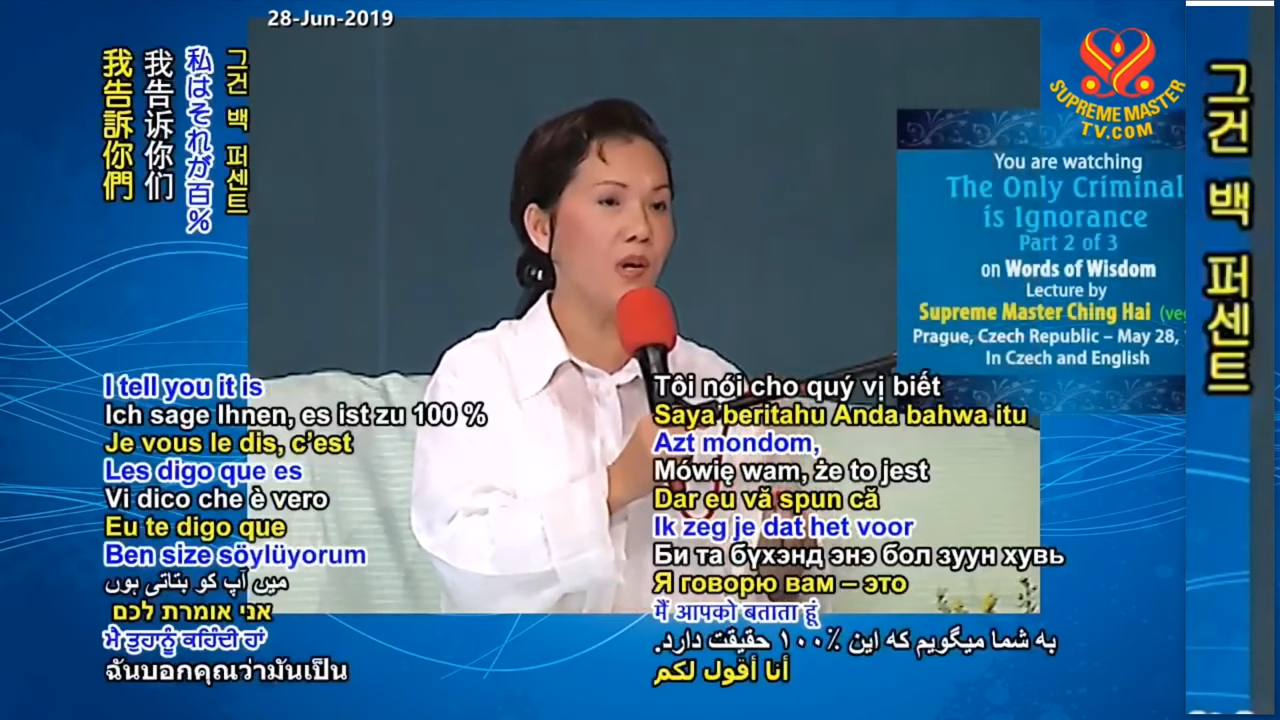 28-Jun-2019
SUPREME MASTER
TV.COM
我告訴你們
我告诉你们
私はそれが百%
그건 백 퍼센트
그건 백 퍼센트
You are watching
The Only Criminal
is Ignorance
Part 2 of 3
on Words of Wisdom
Lecture by
Supreme Master Ching Hai (ve
Prague, Czech Republic – May 28,
In Czech and English
I tell you it is
Ich sage Ihnen, es ist zu 100 %
Je vous le dis, c'est
Les digo que es
Vi dico che è vero
Eu te digo que
Ben size söylüyorum
میں آپ کو بتاتی ہوں
אני אומרת לכם
ਮੈ ਤੁਹਾਨੂੰ ਕਹਿੰਦੀ ਹਾਂ
ฉันบอกคุณว่ามันเป็น
Tôi nói cho quý vị biết
Saya beritahu Anda bahwa itu
Azt mondom,
Mówię wam, że to jest
Dar eu vă spun că
Ik zeg je dat het voor
Би та бүхэнд энэ бол зуун хувь
Я говорю вам – это
मैं आपको बताता हूं
به شما میگویم که این ۱۰۰٪ حقیقت دارد.
أنا أقول لكم